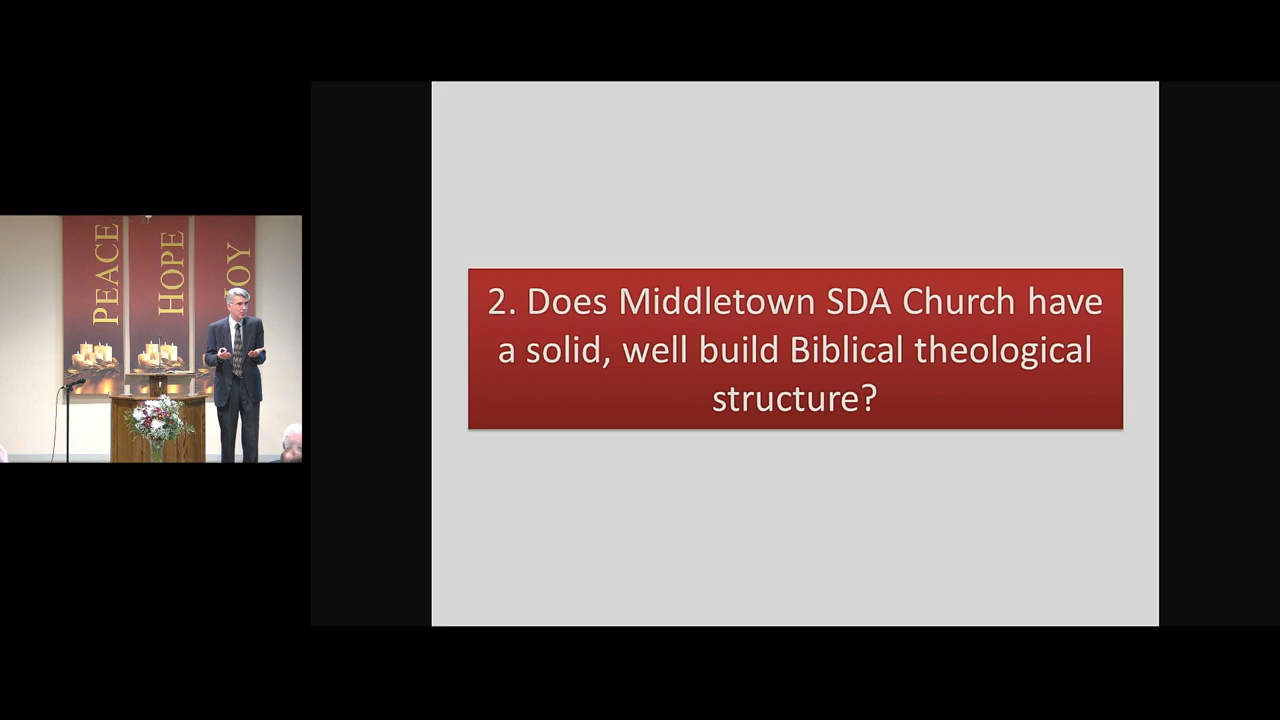 PEACE
HOPE
JOY
2. Does Middletown SDA Church have
a solid, well build Biblical theological
structure?